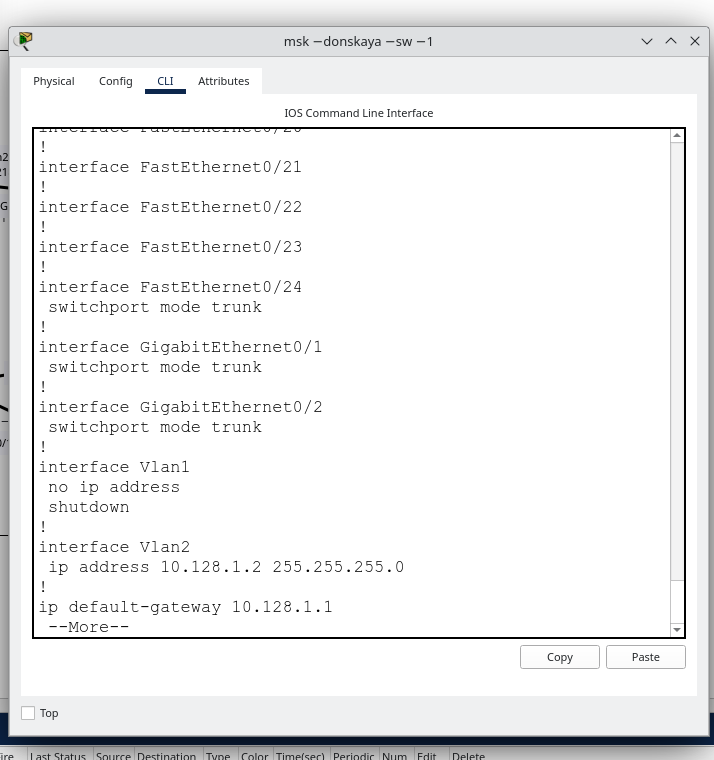 msk —donskaya —sw —1
Physical Config CLI Attributes
IOS Command Line Interface
interface FastEthernet0/20
!
interface FastEthernet0/21
!
interface FastEthernet0/22
!
interface FastEthernet0/23
!
interface FastEthernet0/24
switchport mode trunk
!
interface GigabitEthernet0/1
switchport mode trunk
!
interface GigabitEthernet0/2
switchport mode trunk
!
interface Vlan1
no ip address
shutdown
!
interface Vlan2
ip address 10.128.1.2 255.255.255.0
!
ip default-gateway 10.128.1.1
--More--
Copy Paste
Top
Last Status Source Destination Type Color Time(sec) Periodic Num Edit Delete